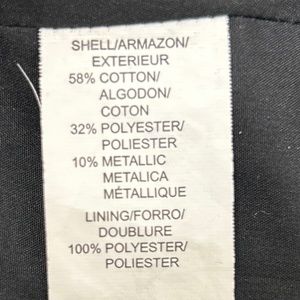 SHELL/ARMAZON/
EXTERIEUR
58% COTTON/
ALGODON/
COTON
32% POLYESTER/
POLIESTER
10% METALLIC
METALICA
MÉTALLIQUE
LINING/FORRO/
DOUBLURE
100% POLYESTER/
POLIESTER